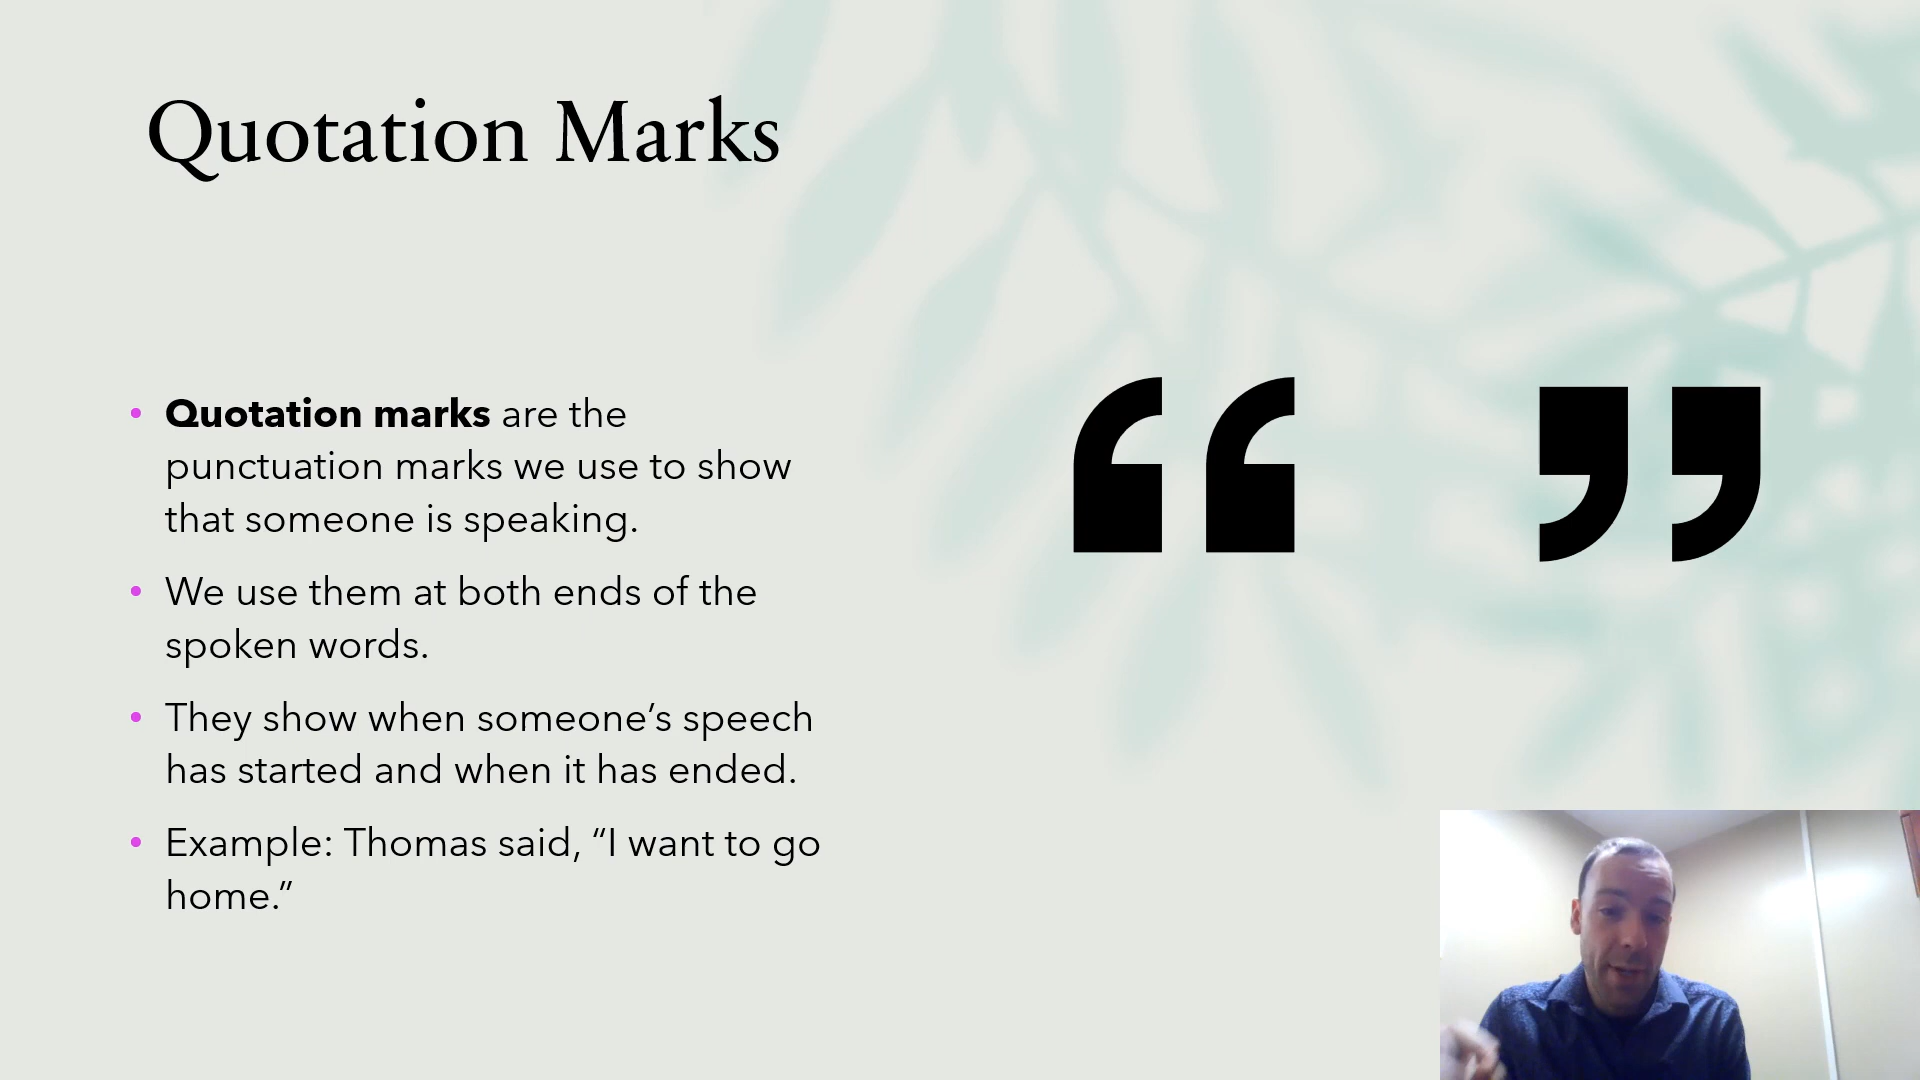 Quotation Marks
• Quotation marks are the
punctuation marks we use to show
that someone is speaking.
• We use them at both ends of the
spoken words.
• They show when someone’s speech
has started and when it has ended.
• Example: Thomas said, “I want to go
home.”
“ ”